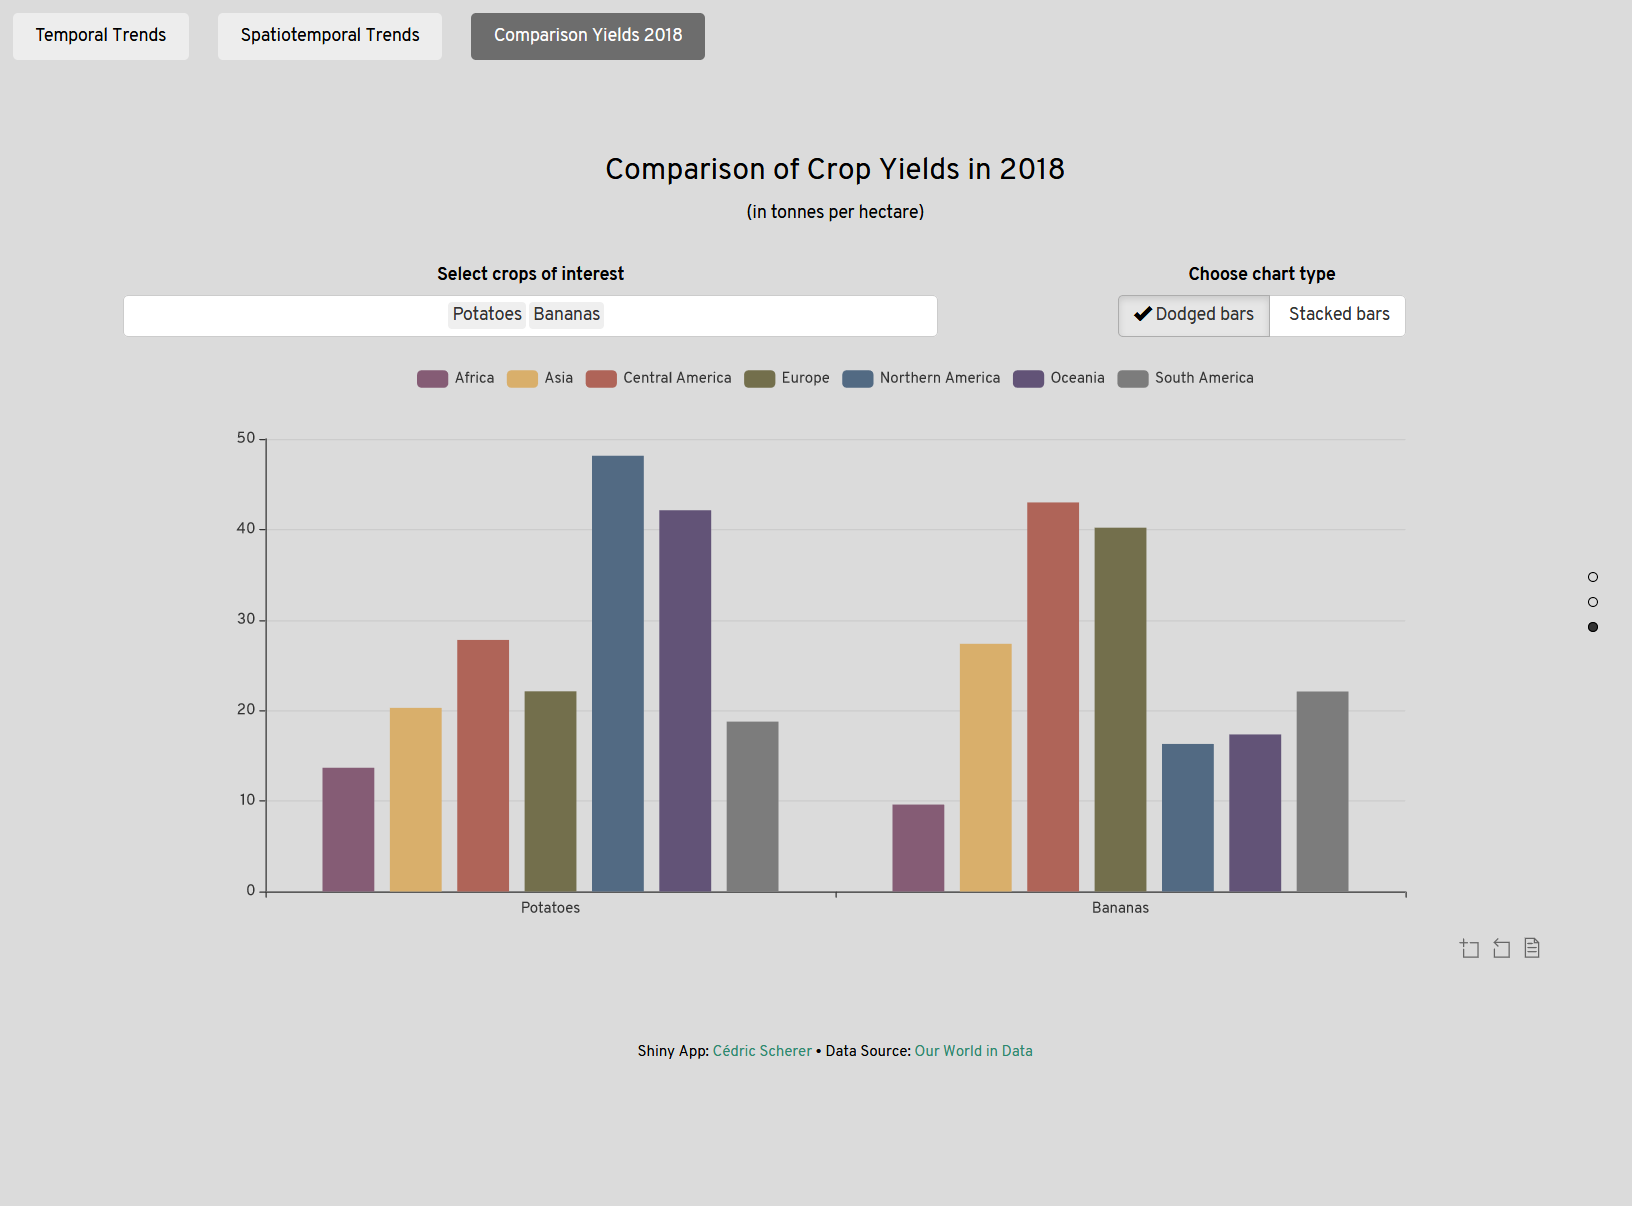 Temporal Trends Spatiotemporal Trends Comparison Yields 2018
Comparison of Crop Yields in 2018
(in tonnes per hectare)
Select crops of interest Choose chart type
Potatoes Bananas Dodged bars Stacked bars
Africa Asia Central America Europe Northern America Oceania South America
50
40
30
20
10
0
Potatoes Bananas
Shiny App: Cédric Scherer • Data Source: Our World in Data